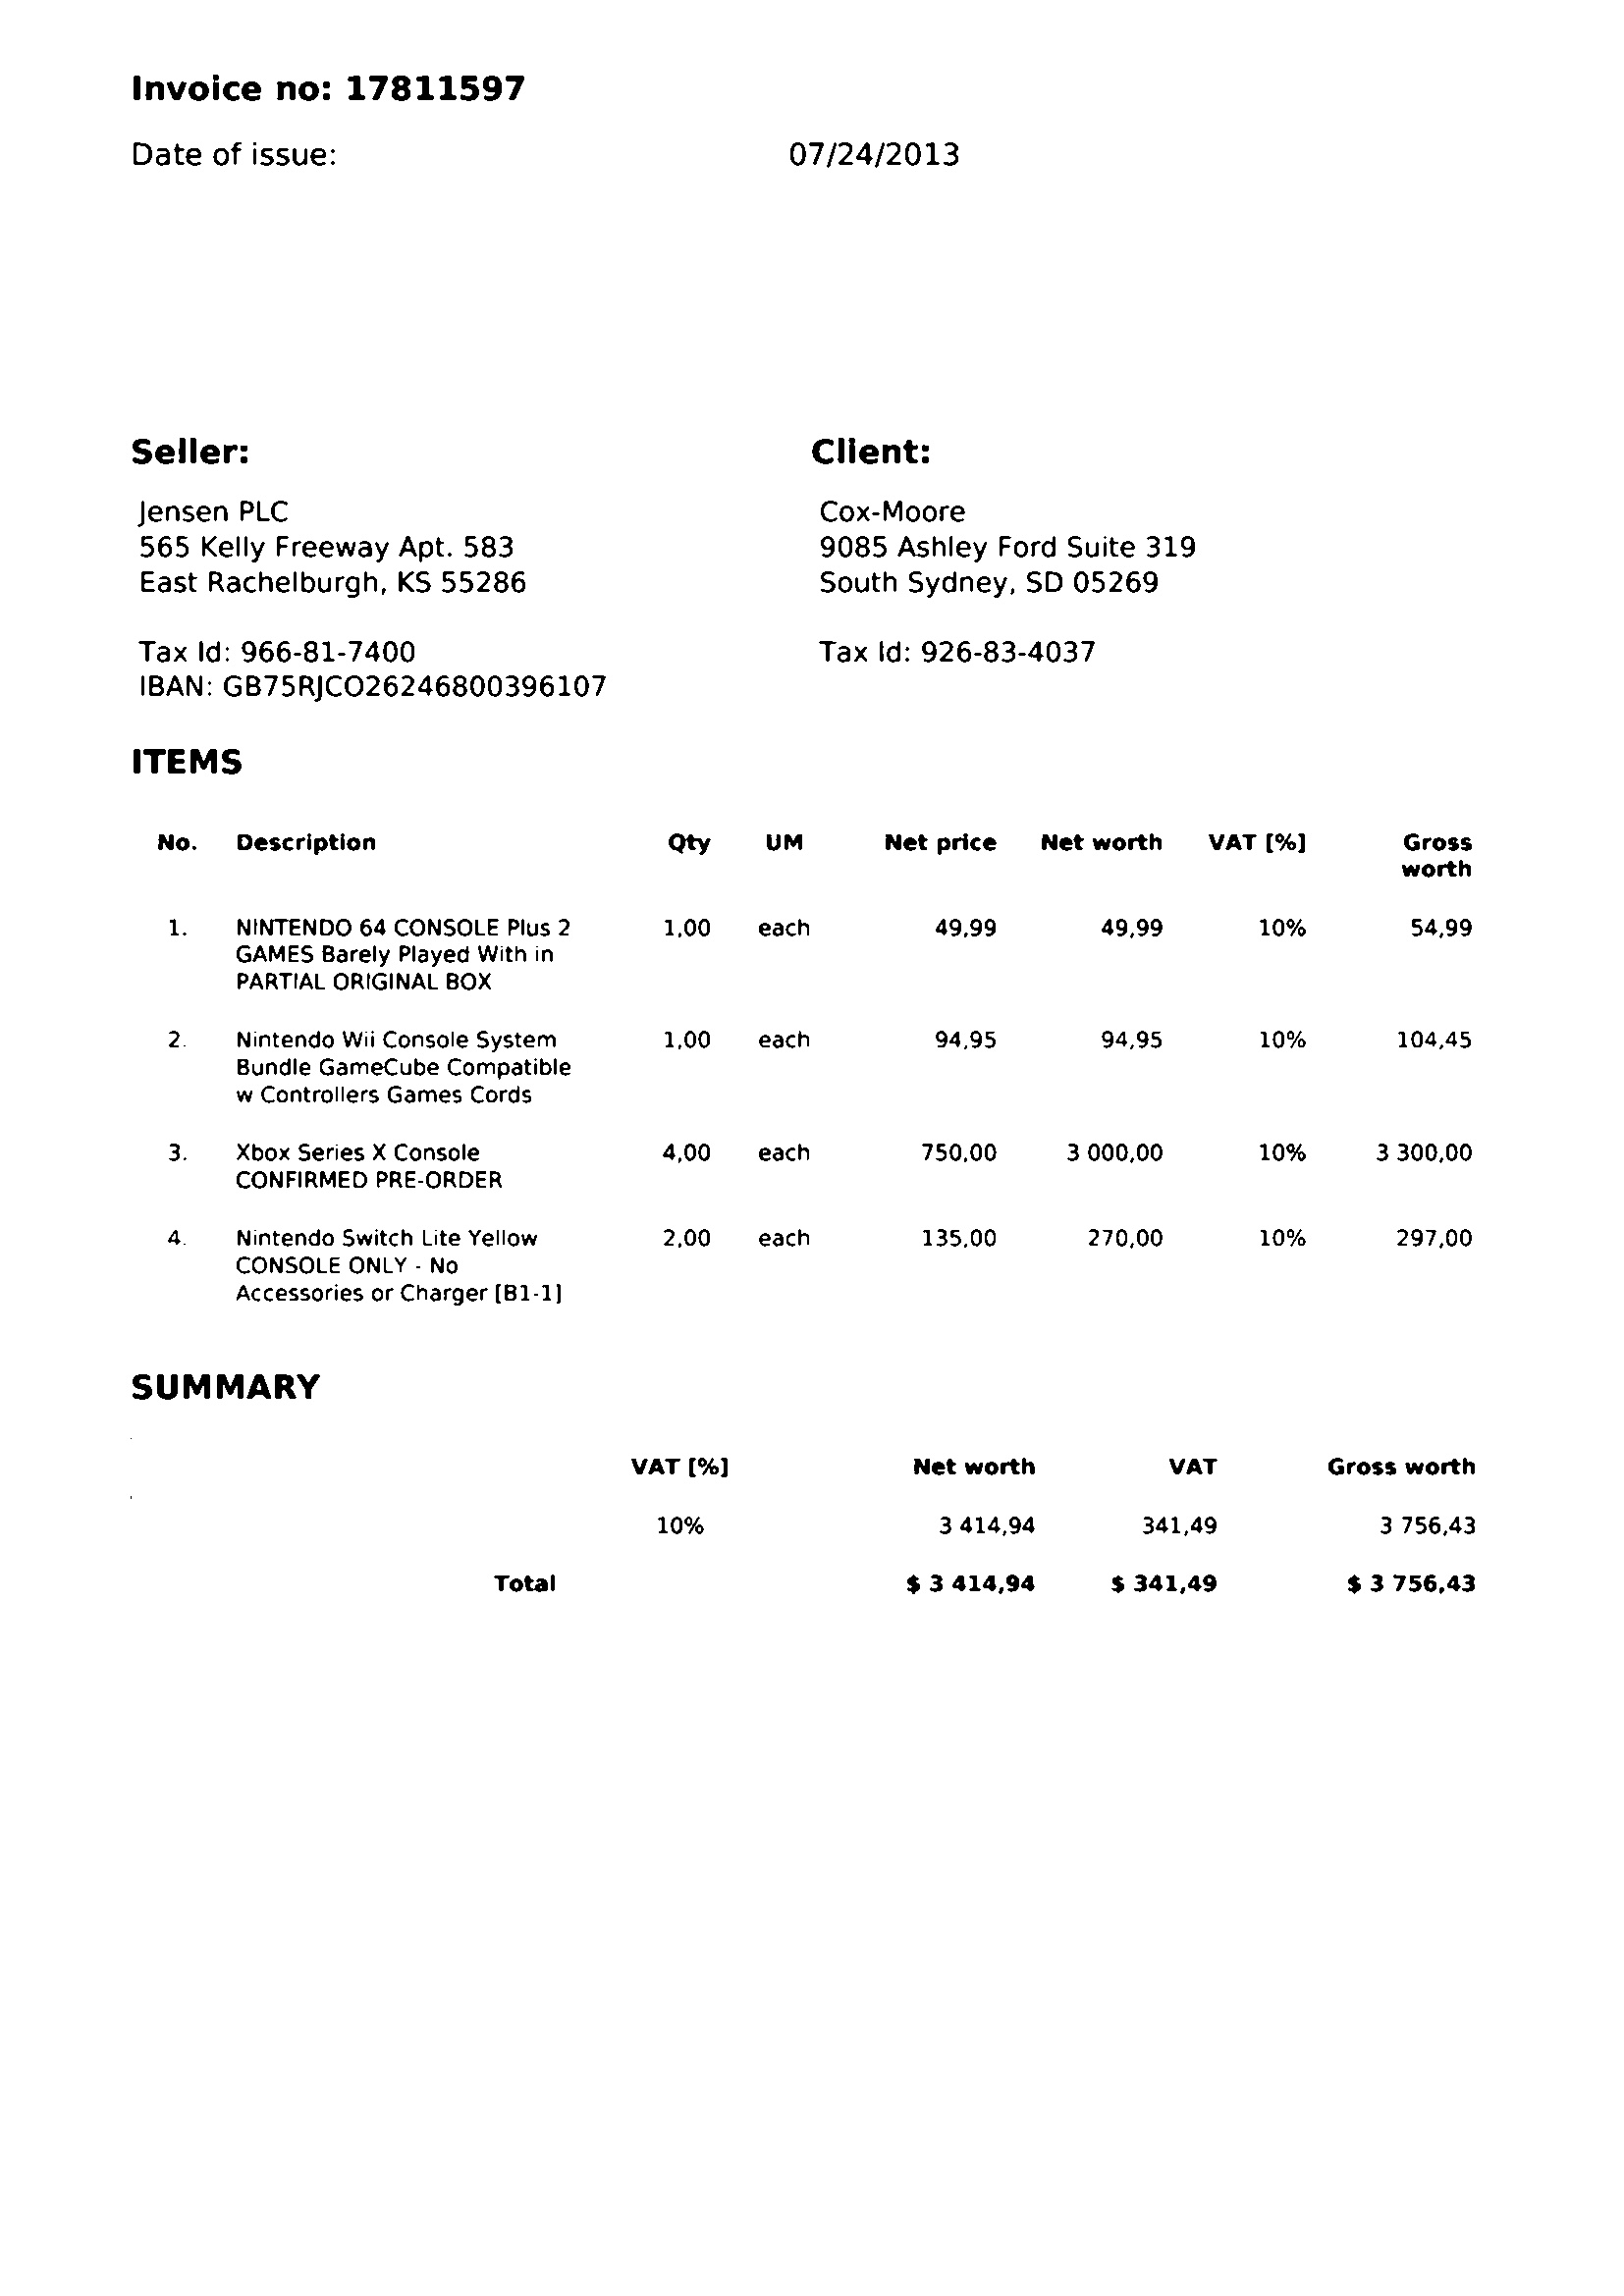 Invoice no: 17811597
Date of issue: 07/24/2013
Seller: Client:
Jensen PLC Cox-Moore
565 Kelly Freeway Apt. 583 9085 Ashley Ford Suite 319
East Rachelburgh, KS 55286 South Sydney, SD 05269
Tax Id: 966-81-7400 Tax Id: 926-83-4037
IBAN: GB75RJCO26246800396107
ITEMS
No. Description Qty UM Net price Net worth VAT [%] Gross
worth
1. NINTENDO 64 CONSOLE Plus 2 1,00 each 49,99 49,99 10% 54,99
GAMES Barely Played With in
PARTIAL ORIGINAL BOX
2. Nintendo Wii Console System 1,00 each 94,95 94,95 10% 104,45
Bundle GameCube Compatible
w Controllers Games Cords
3. Xbox Series X Console 4,00 each 750,00 3 000,00 10% 3 300,00
CONFIRMED PRE-ORDER
4. Nintendo Switch Lite Yellow 2,00 each 135,00 270,00 10% 297,00
CONSOLE ONLY - No
Accessories or Charger [B1-1]
SUMMARY
VAT [%] Net worth VAT Gross worth
10% 3 414,94 341,49 3 756,43
Total $ 3 414,94 $ 341,49 $ 3 756,43